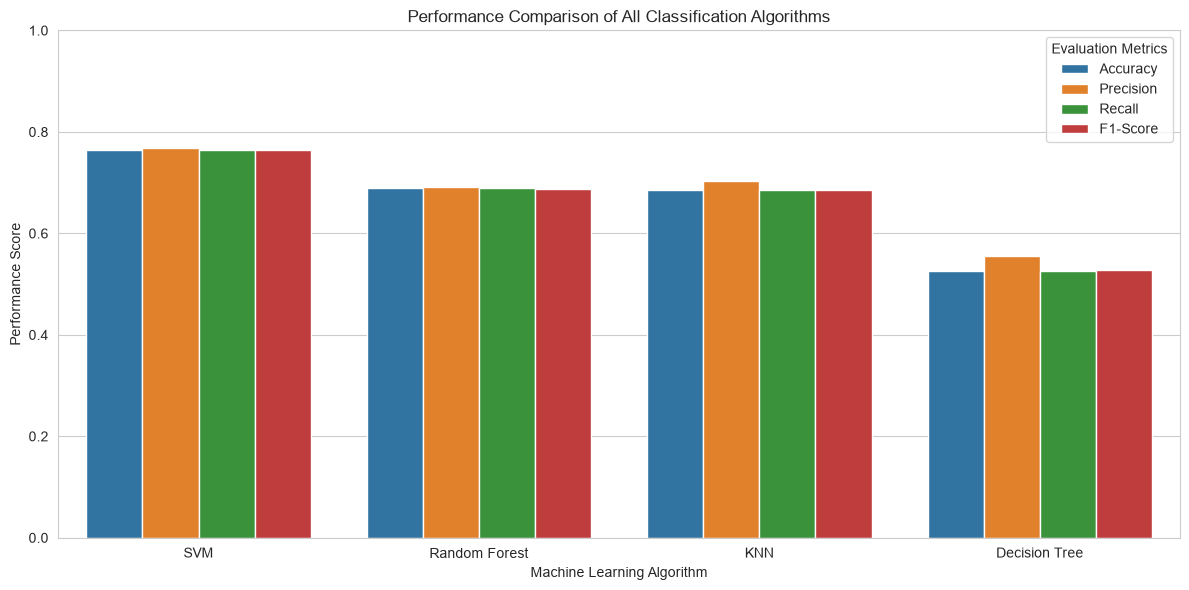 Performance Comparison of All Classification Algorithms
1.0
0.8
0.6
0.4
0.2
0.0
Performance Score
Evaluation Metrics
Accuracy
Precision
Recall
F1-Score
SVM
Random Forest
KNN
Decision Tree
Machine Learning Algorithm